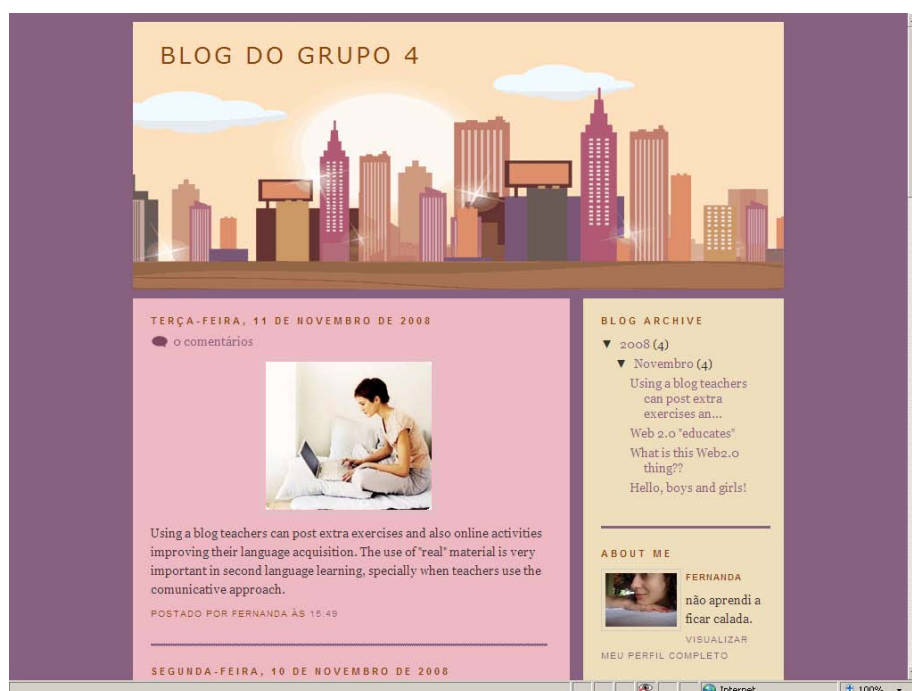 BLOG DO GRUPO 4
TERÇA-FEIRA, 11 DE NOVEMBRO DE 2008
0 comentários
Using a blog teachers can post extra exercises and also online activities
improving their language acquisition. The use of "real" material is very
important in second language learning, specially when teachers use the
comunicative approach.
POSTADO POR FERNANDA ÀS 15:49
SEGUNDA-FEIRA, 10 DE NOVEMBRO DE 2008
BLOG ARCHIVE
▼ 2008 (4)
▼ Novembro (4)
Using a blog teachers
can post extra
exercises an...
Web 2.0 "educates"
What is this Web2.0
thing??
Hello, boys and girls!
ABOUT ME
FERNANDA
não aprendi a
ficar calada.
VISUALIZAR
MEU PERFIL COMPLETO
Internet
100%